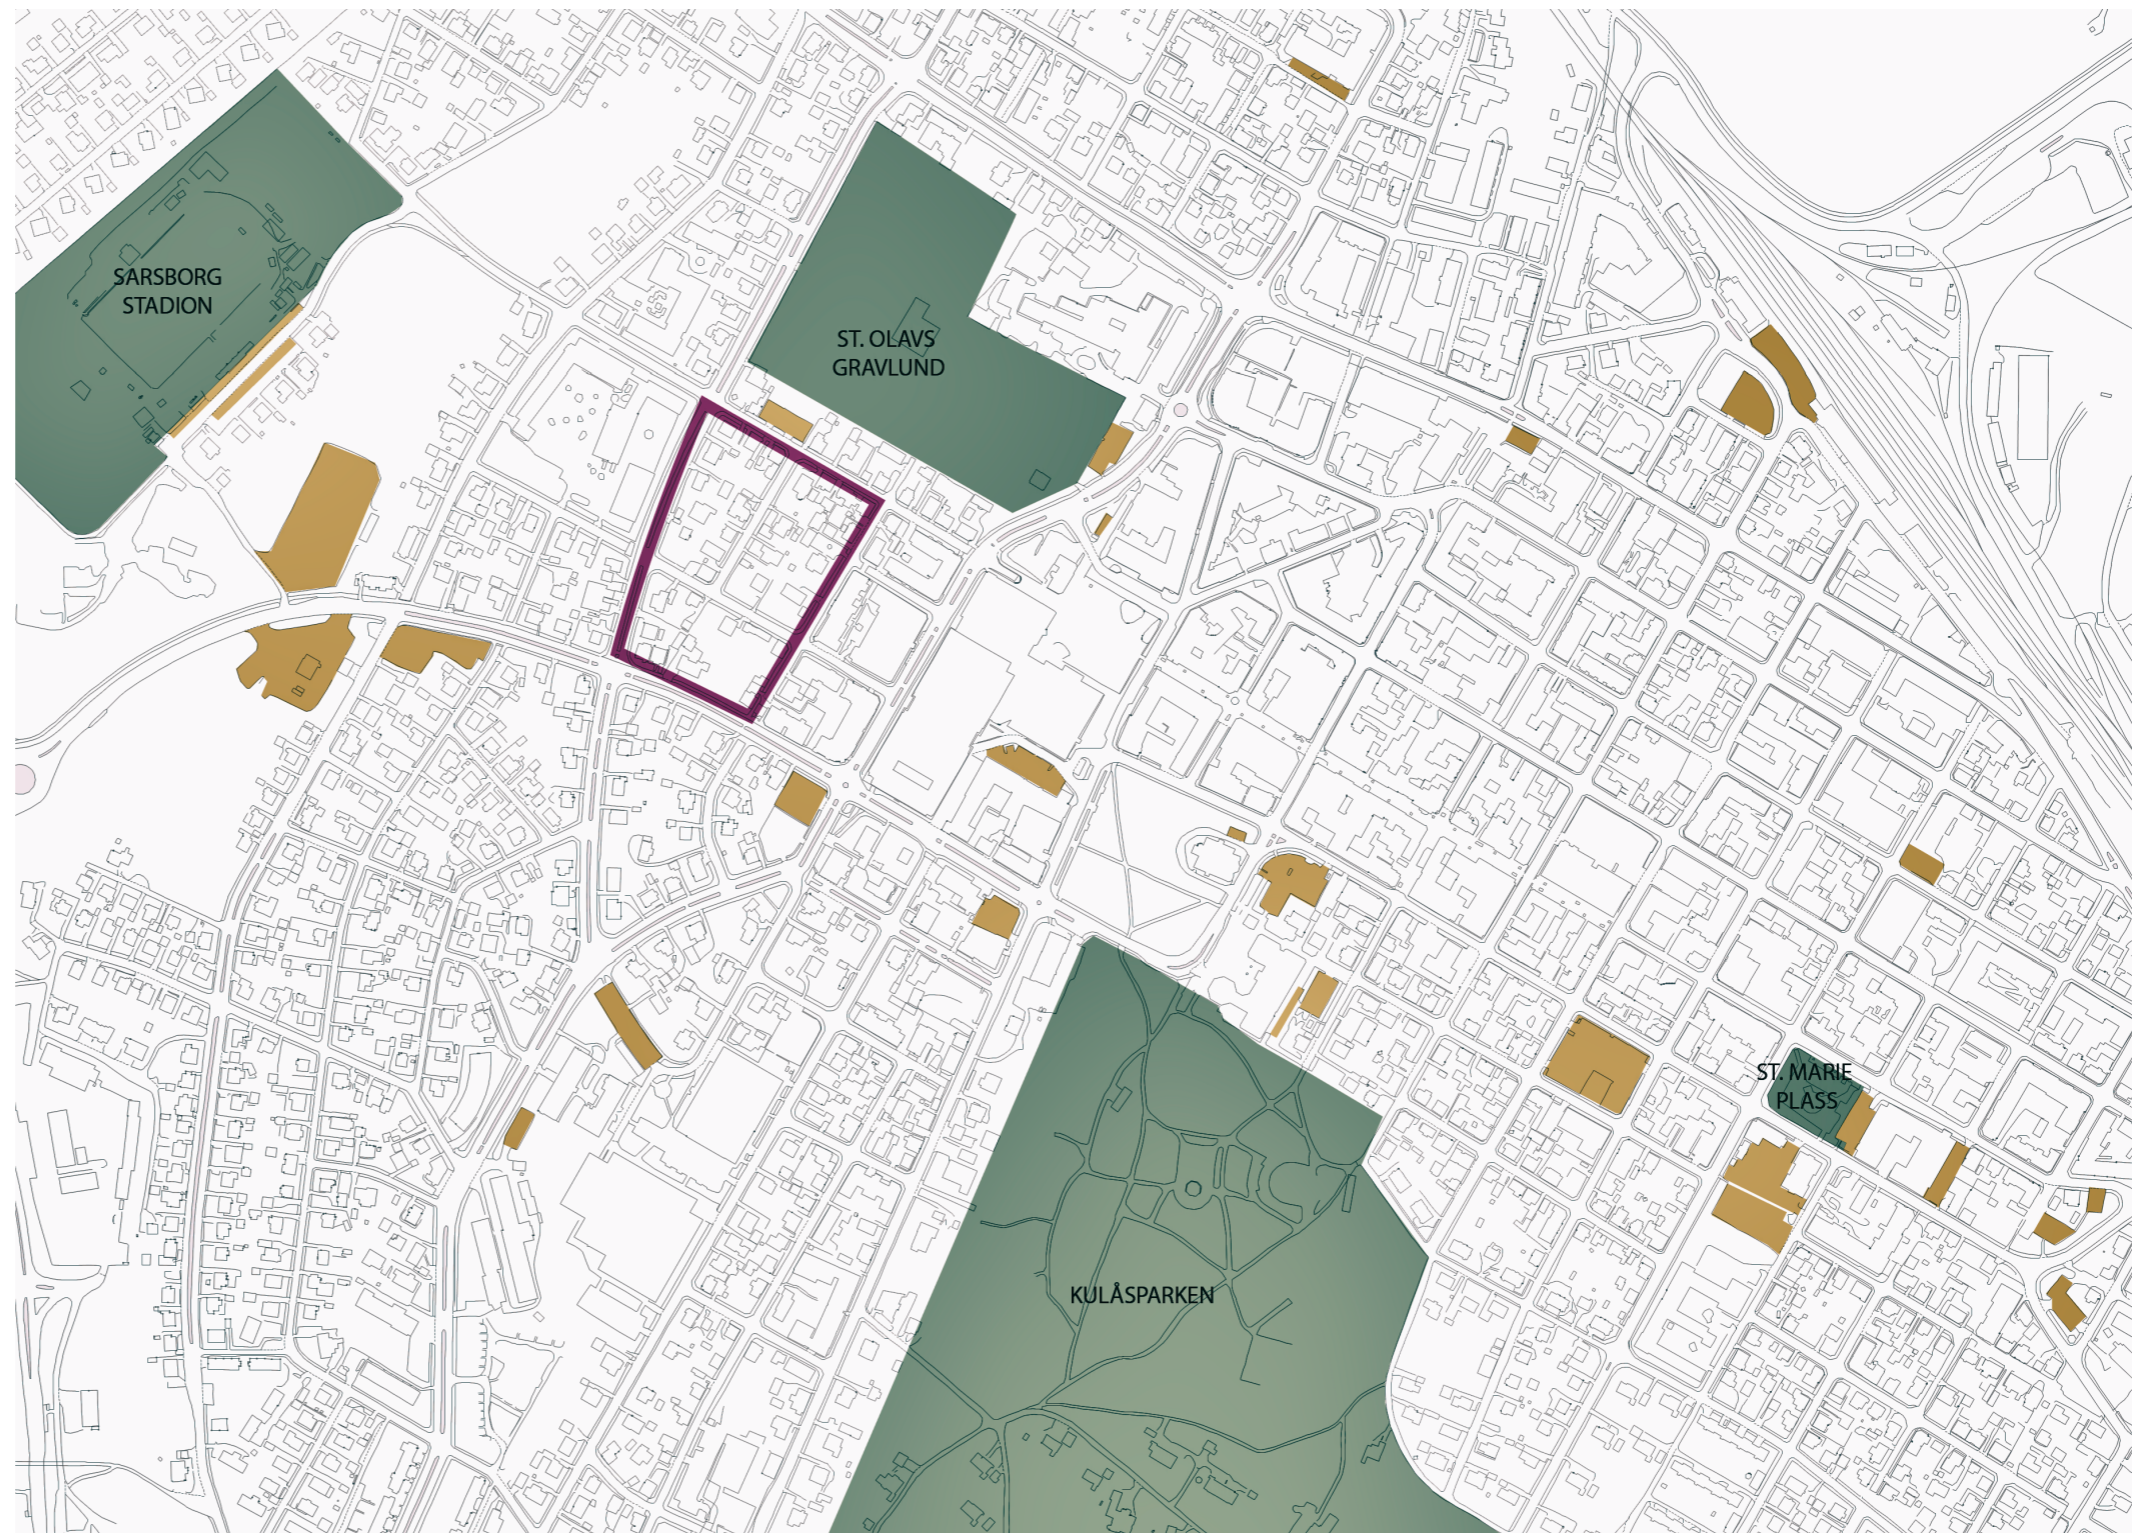 SARSBORG
STADION
ST. OLAVS
GRAVLUND
ST. MARIE
PLASS
KULÅSPARKEN